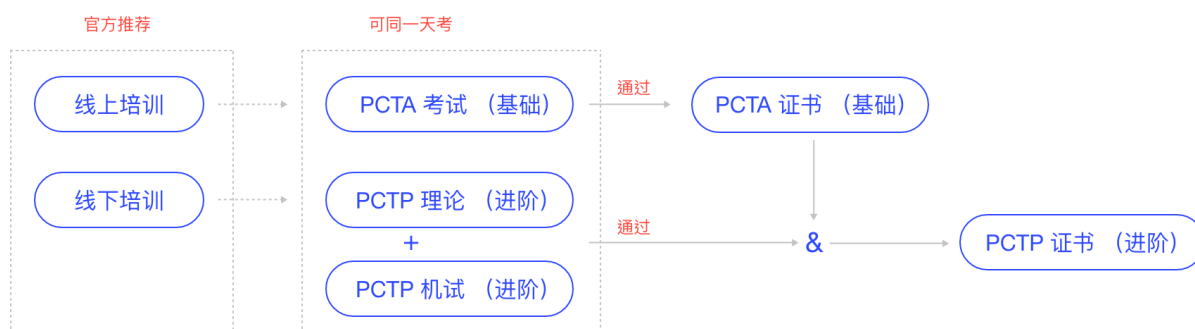 官方推荐
可同一天考
线上培训
PCTA 考试 （基础）
通过
PCTA 证书 （基础）
线下培训
PCTP 理论 （进阶）
+
通过
&
PCTP 证书 （进阶）
PCTP 机试 （进阶）